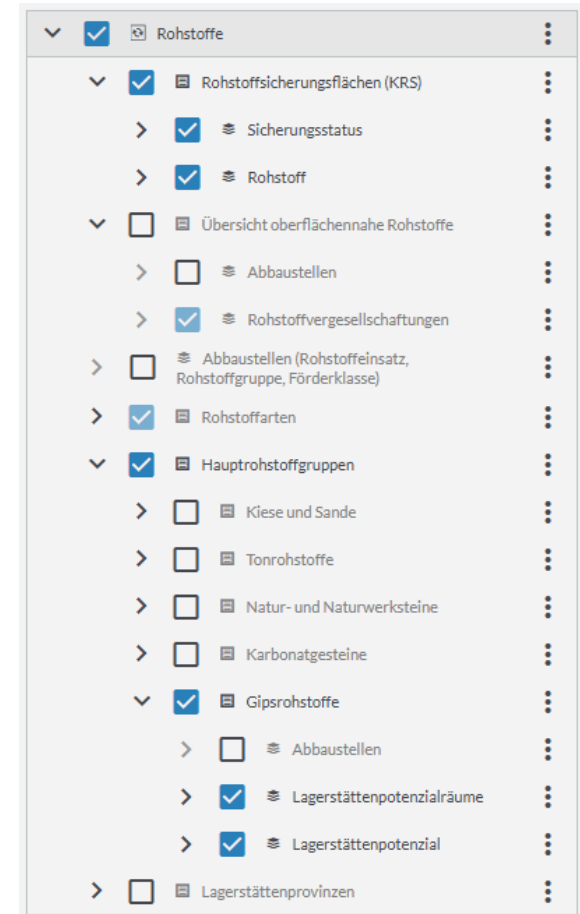 Rohstoffe
Rohstoffsicherungsflächen (KRS)
Sicherungsstatus
Rohstoff
Übersicht oberflächennahe Rohstoffe
Abbaustellen
Rohstoffvergesellschaftungen
Abbaustellen (Rohstoffeinsatz,
Rohstoffgruppe, Förderklasse)
Rohstoffarten
Hauptrohstoffgruppen
Kiese und Sande
Tonrohstoffe
Natur- und Naturwerksteine
Karbonatgesteine
Gipsrohstoffe
Abbaustellen
Lagerstättenpotenzialräume
Lagerstättenpotenzial
Lagerstättenprovinzen